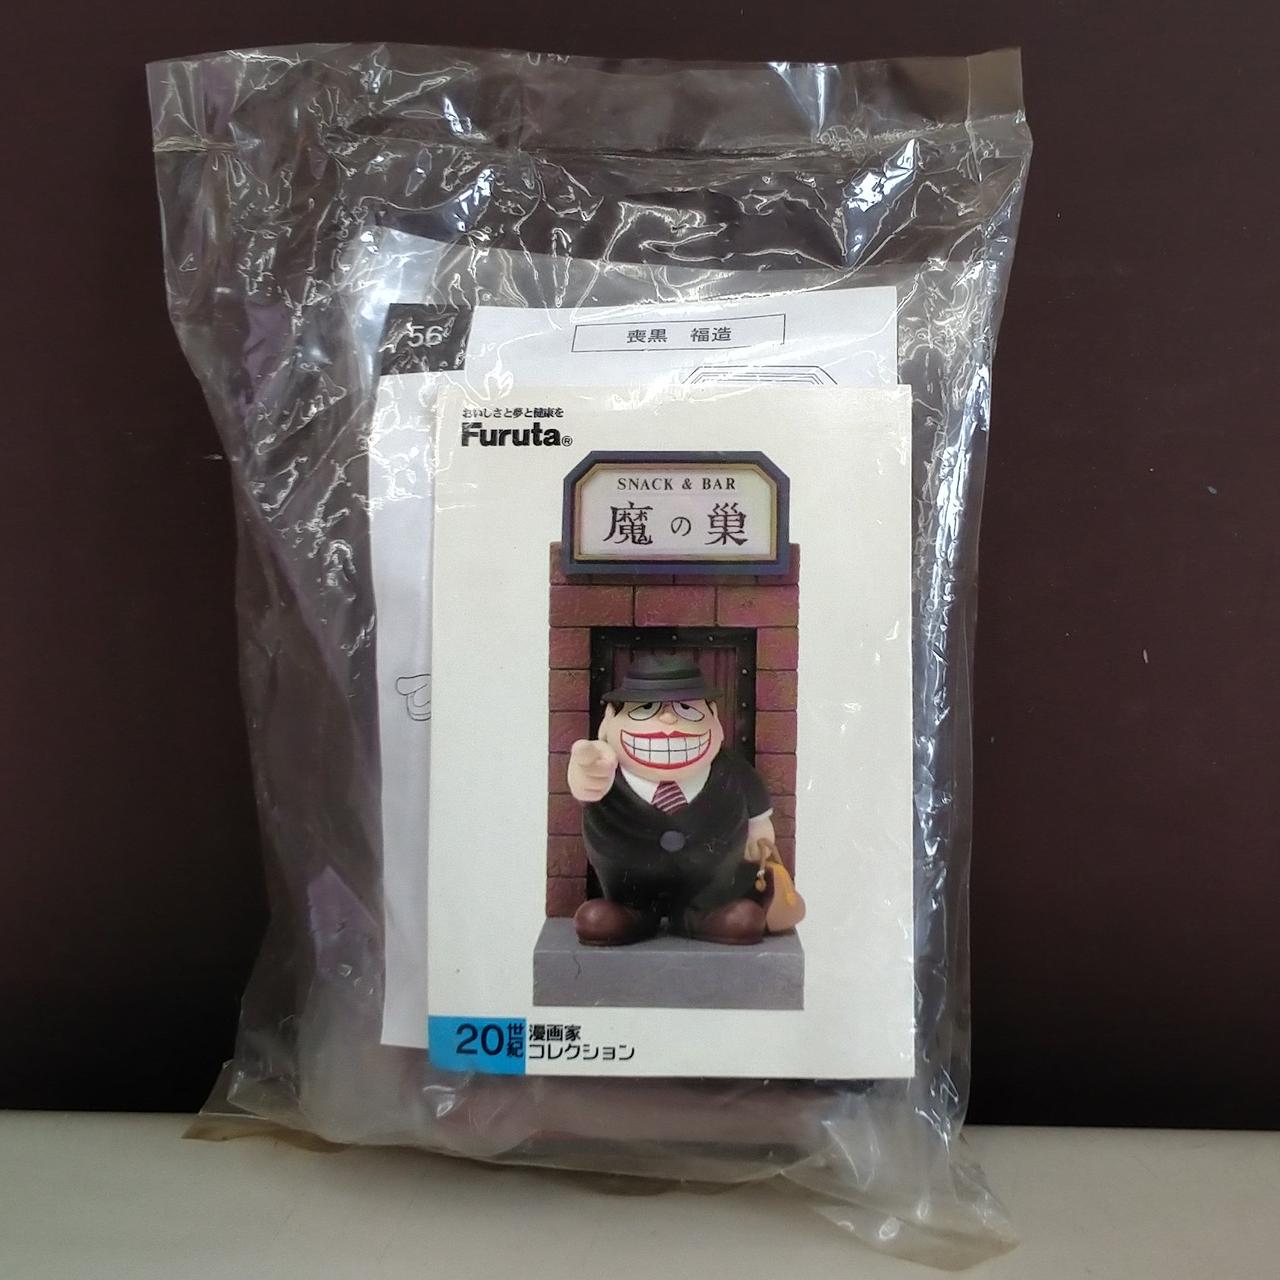 56
喪黒 福造
おいしさと夢と健康を
Furuta®
SNACK & BAR
魔の巣
20世紀
漫画家
コレクション